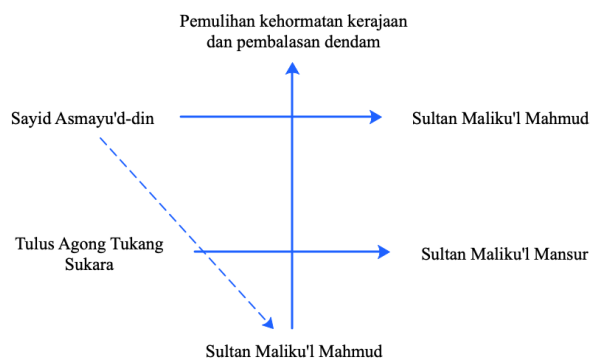 Pemulihan kehormatan kerajaan
dan pembalasan dendam
Sayid Asmayu'd-din
Sultan Maliku'l Mahmud
Tulus Agong Tukang
Sukara
Sultan Maliku'l Mansur
Sultan Maliku'l Mahmud